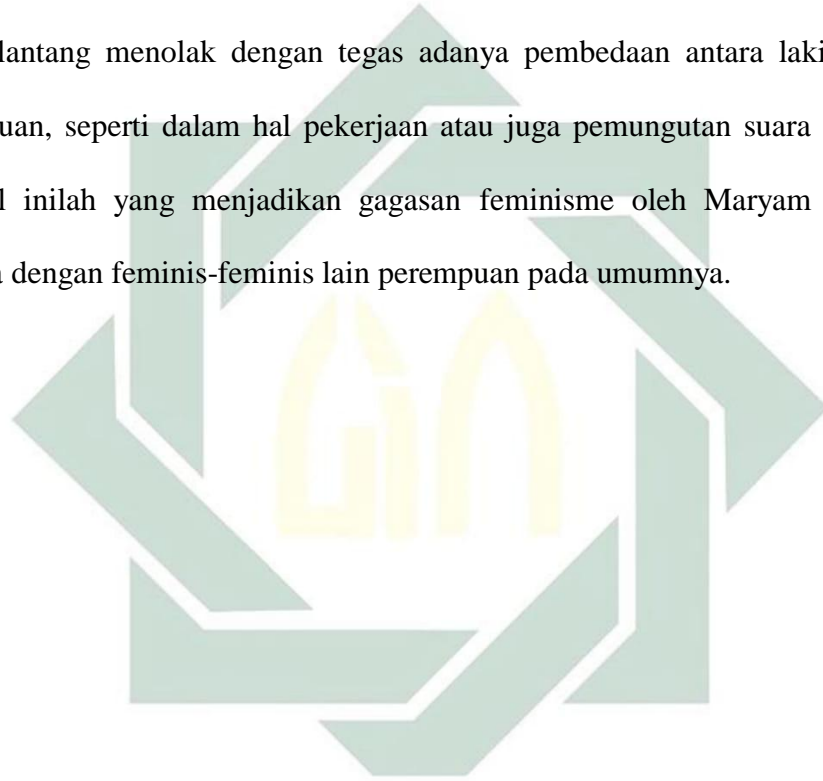 lantang menolak dengan tegas adanya pembedaan antara laki
uan, seperti dalam hal pekerjaan atau juga pemungutan suara
l inilah yang menjadikan gagasan feminisme oleh Maryam
a dengan feminis-feminis lain perempuan pada umumnya.